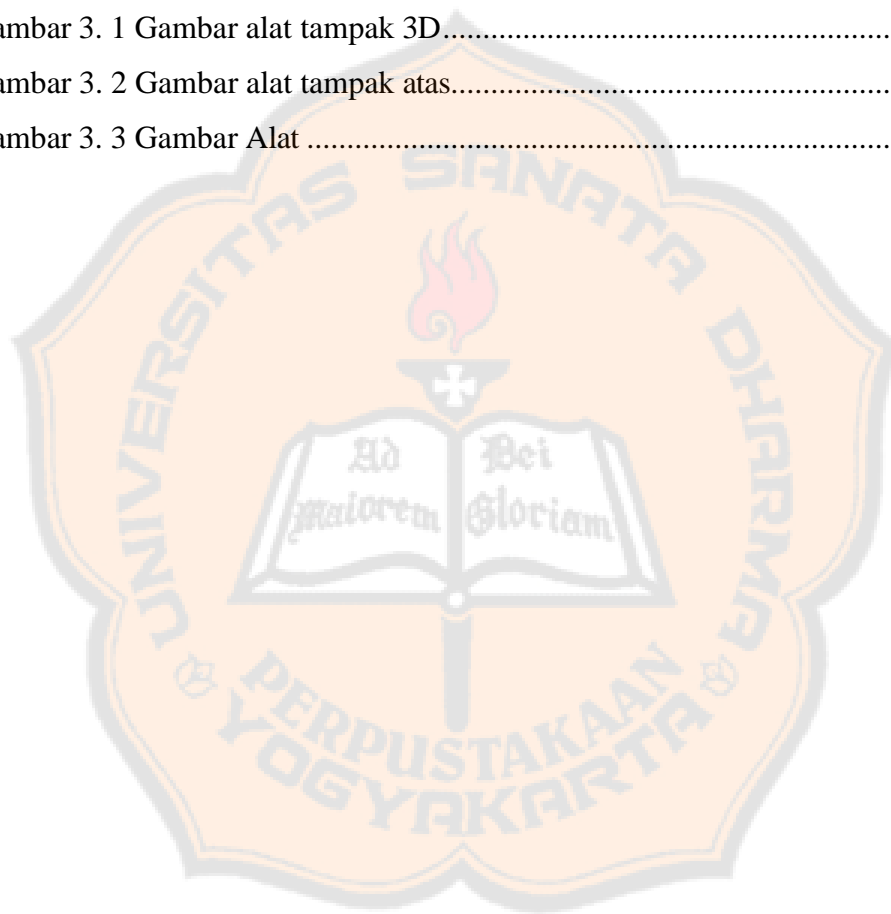 ambar 3. 1 Gambar alat tampak 3D........................................................
ambar 3. 2 Gambar alat tampak atas.......................................................
ambar 3. 3 Gambar Alat .........................................................................
UNIVERSITAS SANATA DHARMA
Ad Dei
Maiorem Gloriam
PERPUSTAKAAN
YOGYAKARTA